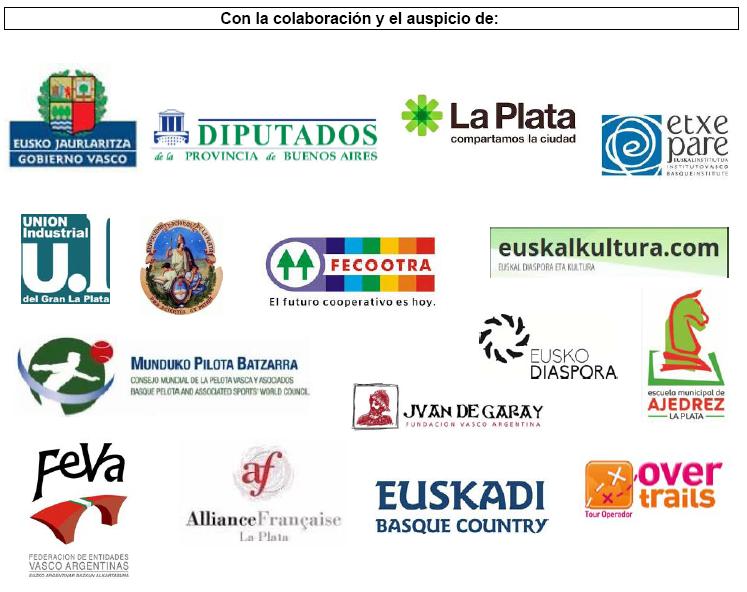 Con la colaboración y el auspicio de:
EUSKO JAURLARITZA
GOBIERNO VASCO
DIPUTADOS
de la PROVINCIA DE BUENOS AIRES
La Plata
compartamos la ciudad
etxe
pare
EUSKAL INSTITUTUA
INSTITUTO VASCO
BASQUE INSTITUTE
UNION
Industrial
U.I
del Gran La Plata
FECOOTRA
El futuro cooperativo es hoy.
euskalkultura.com
EUSKAL DIASPORA ETA KULTURA
MUNDUKO PILOTA BATZARRA
CONSEJO MUNDIAL DE LA PELOTA VASCA Y ASOCIADOS
BASQUE PELOTA AND ASSOCIATED SPORTS' WORLD COUNCIL
EUSKO
DIASPORA
escuela municipal de
AJEDREZ
LA PLATA
JVAN DE GARAY
FUNDACIÓN VASCO ARGENTINA
FeVa
FEDERACION DE ENTIDADES
VASCO ARGENTINAS
af
AllianceFrançaise
La Plata
EUSKADI
BASQUE COUNTRY
over
trails
Tour Operador